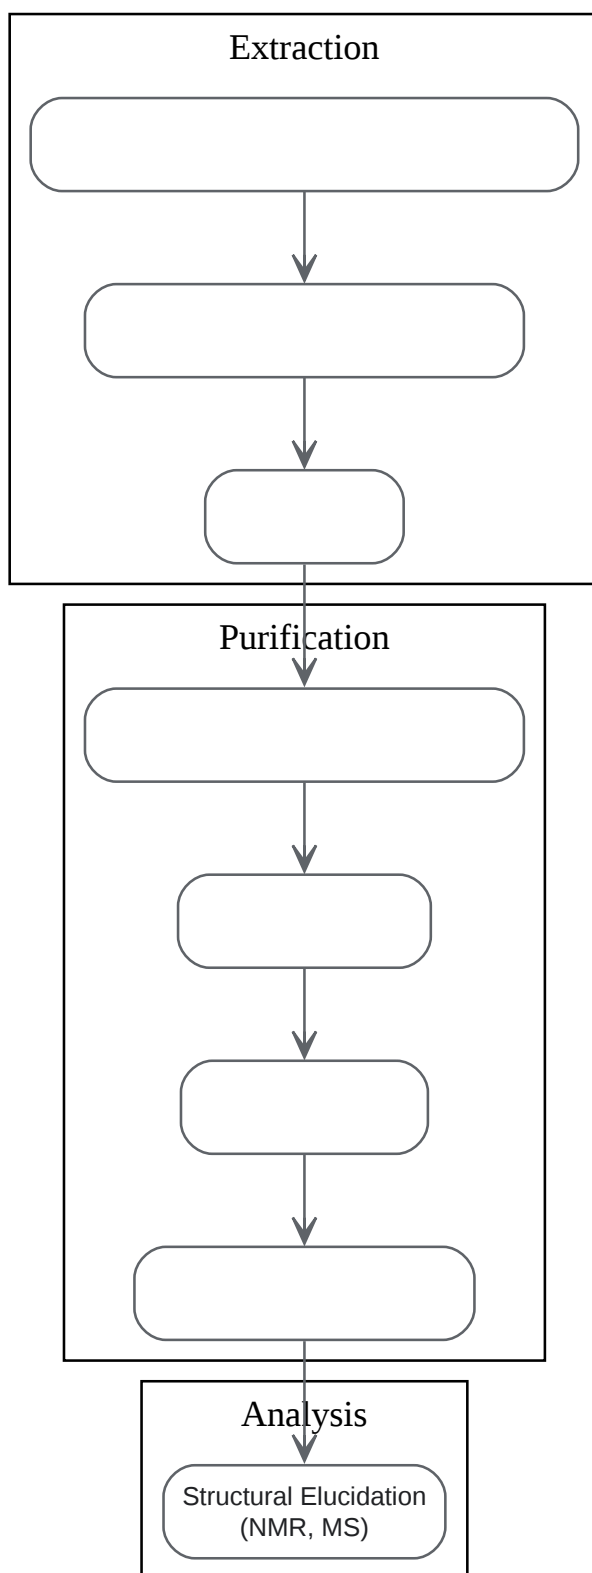 Extraction
Purification
Analysis
Structural Elucidation
(NMR, MS)